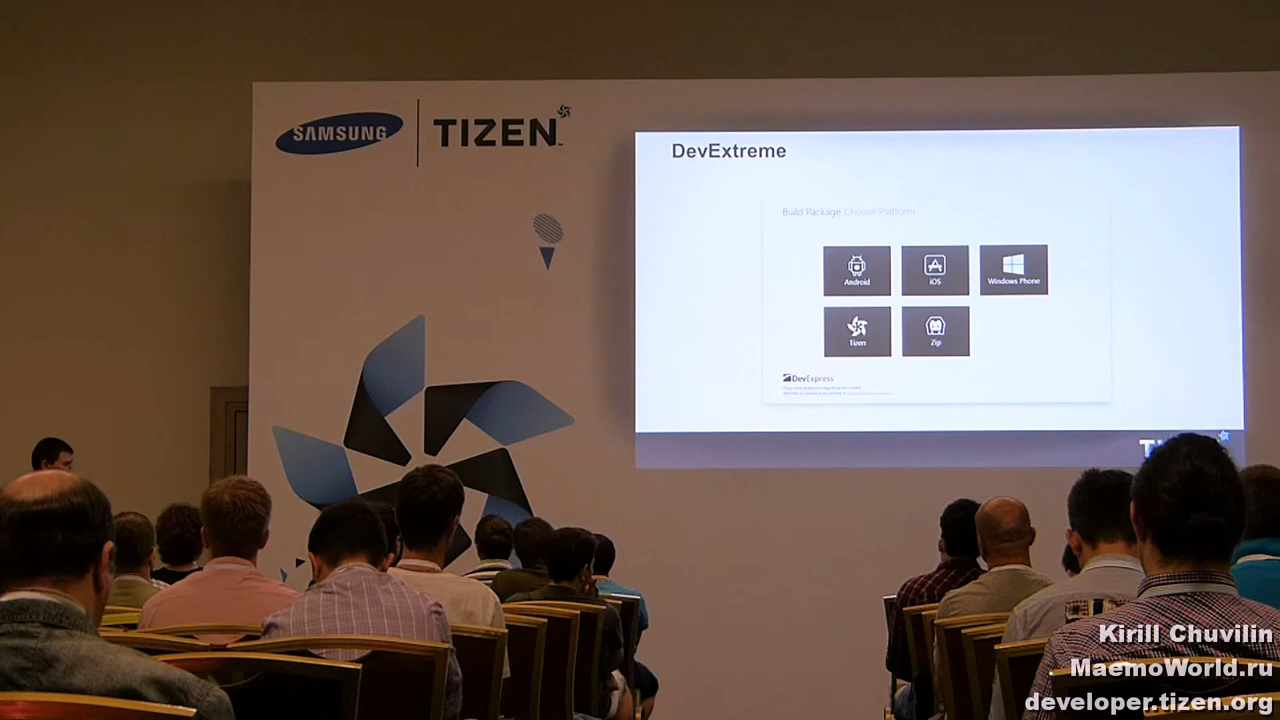 SAMSUNG
TIZEN™
DevExtreme
Build Package Choose Platform
Android
iOS
Windows Phone
Tizen
Zip
DevExpress
Kirill Chuvilin
MaemoWorld.ru
developer.tizen.org